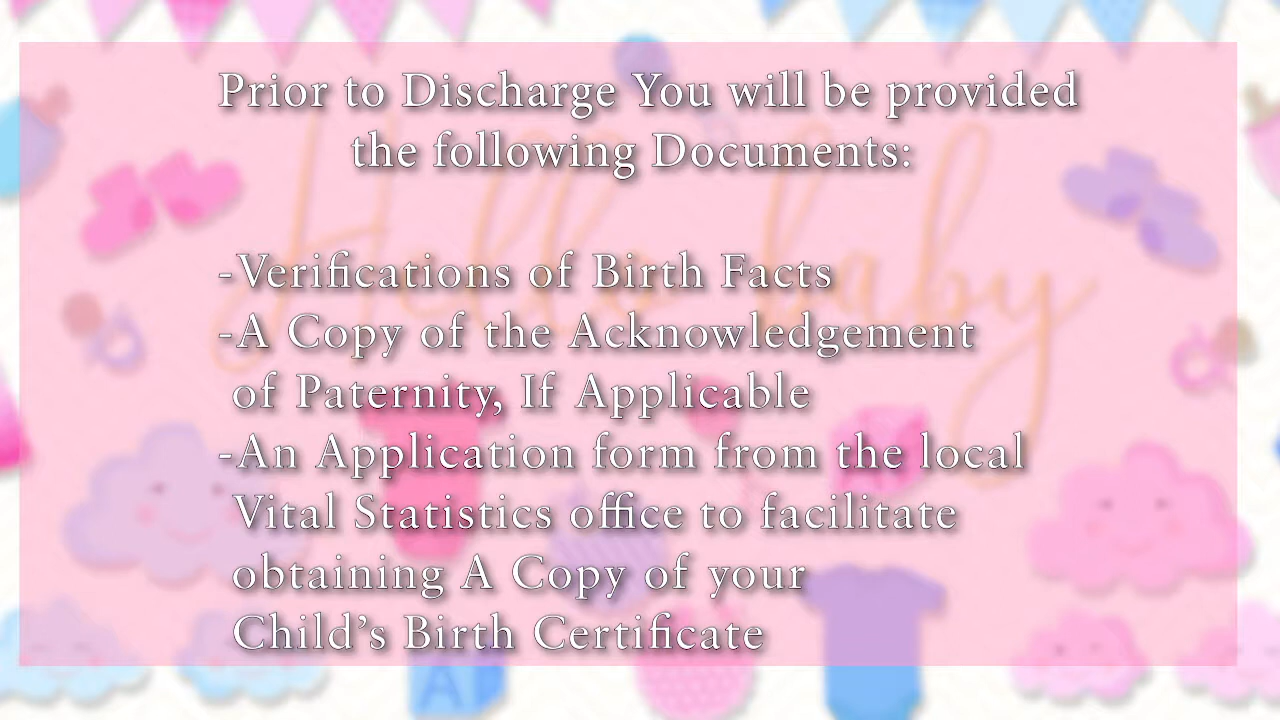 Prior to Discharge You will be provided
the following Documents:
-Verifications of Birth Facts
-A Copy of the Acknowledgement
of Paternity, If Applicable
-An Application form from the local
Vital Statistics office to facilitate
obtaining A Copy of your
Child's Birth Certificate
Hello baby
A